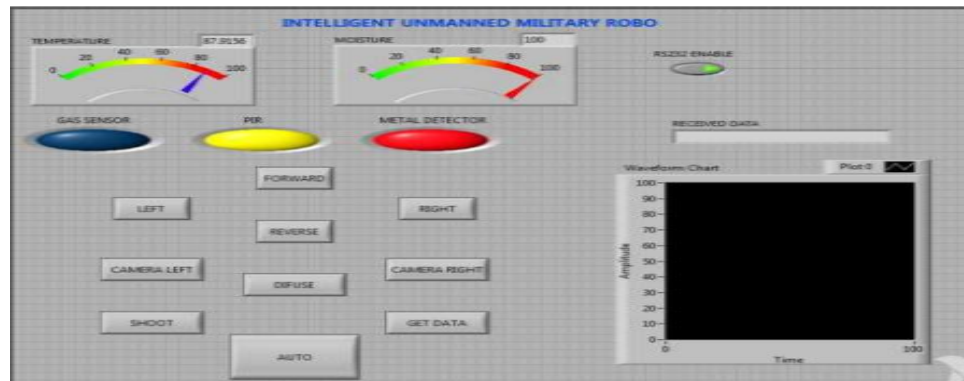 INTELLIGENT UNMANNED MILITARY ROBO
TEMPERATURE 87.9156
MOISTURE 100
0 20 40 60 80 100
0 20 40 60 80 100
RS232 ENABLE
GAS SENSOR PIR METAL DETECTOR
RECEIVED DATA
FORWARD
Waveform Chart Plot 0
LEFT RIGHT
REVERSE
CAMERA LEFT CAMERA RIGHT
DIFUSE
SHOOT GET DATA
AUTO
Amplitude
100
90
80
70
60
50
40
30
20
10
0
0 100
Time